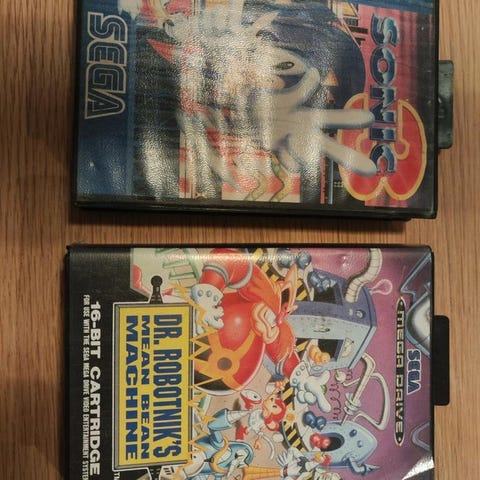 SEGA
SONIC
3
SEGA
MEGA DRIVE
DR. ROBOTNIK'S
MEAN BEAN
MACHINE
TM
16-BIT CARTRIDGE
FOR USE WITH THE SEGA MEGA DRIVE VIDEO ENTERTAINMENT SYSTEM